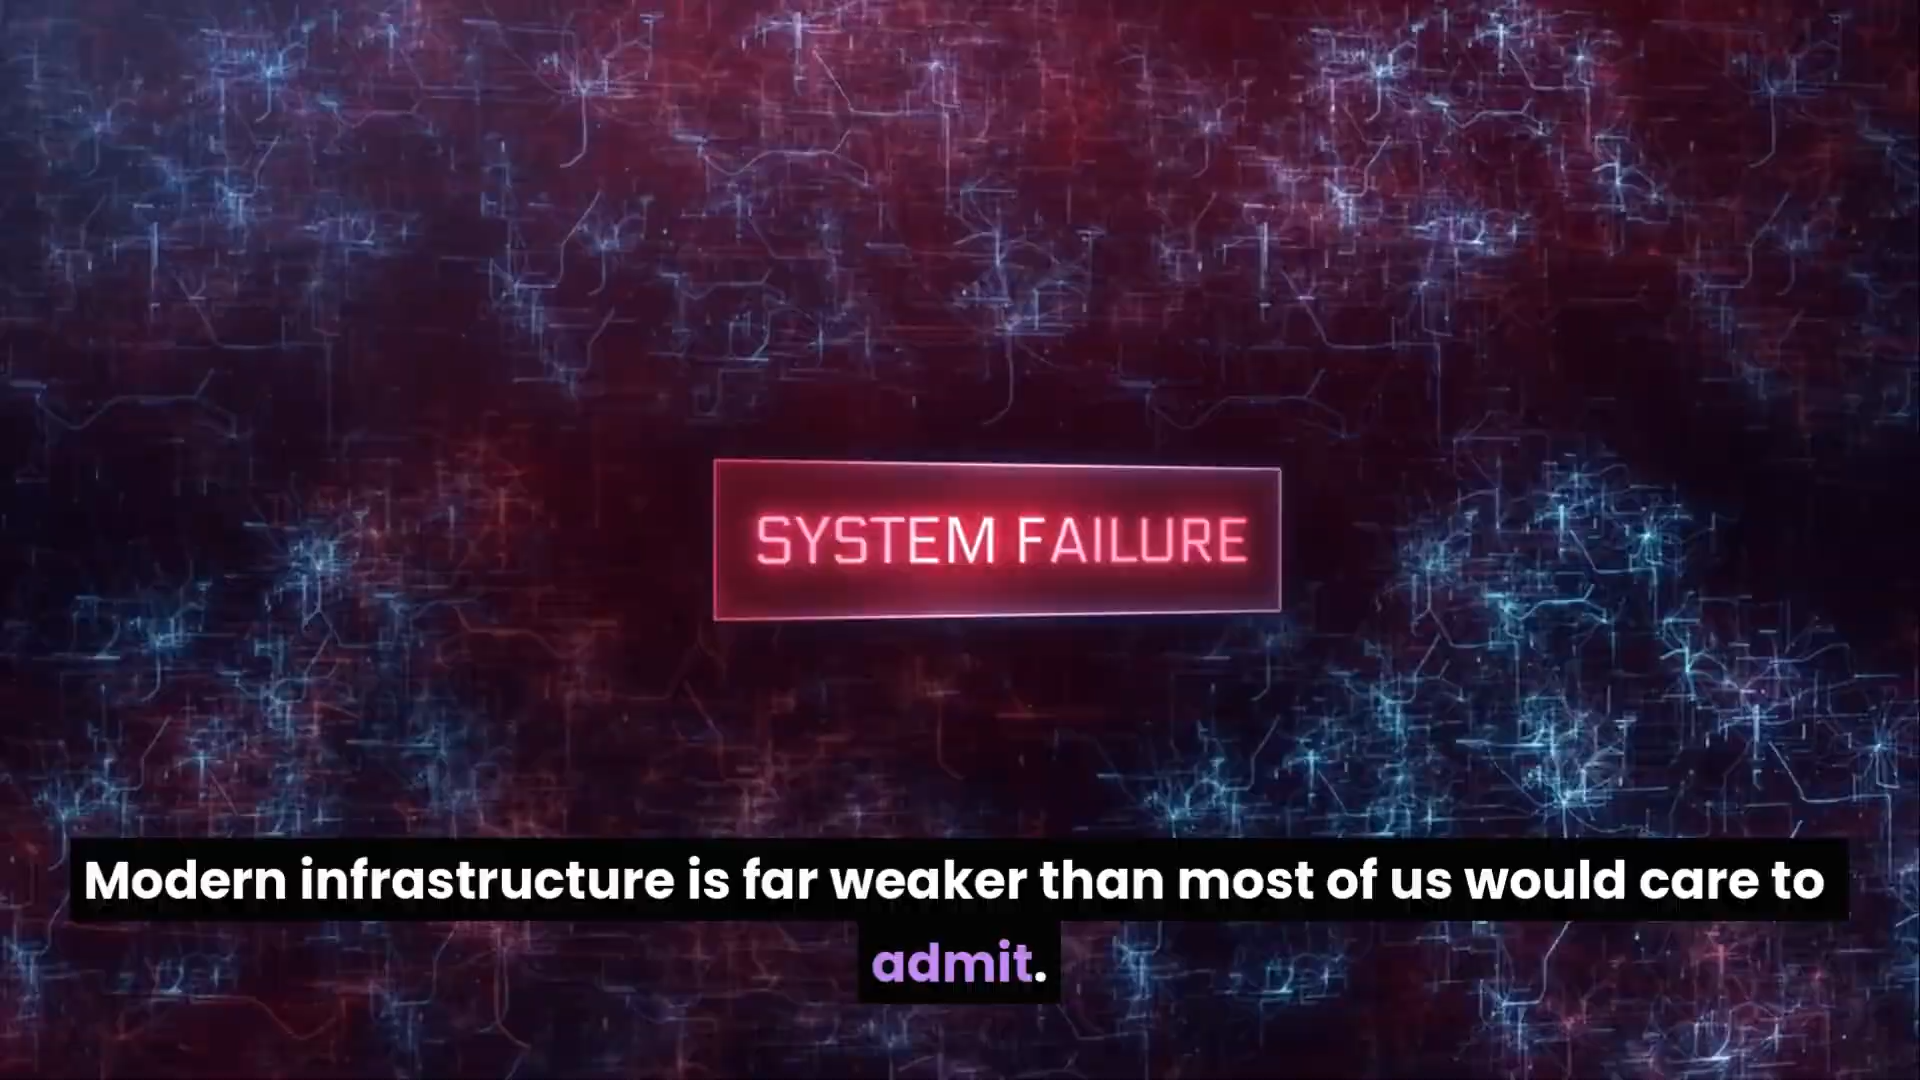 SYSTEM FAILURE
Modern infrastructure is far weaker than most of us would care to
admit.